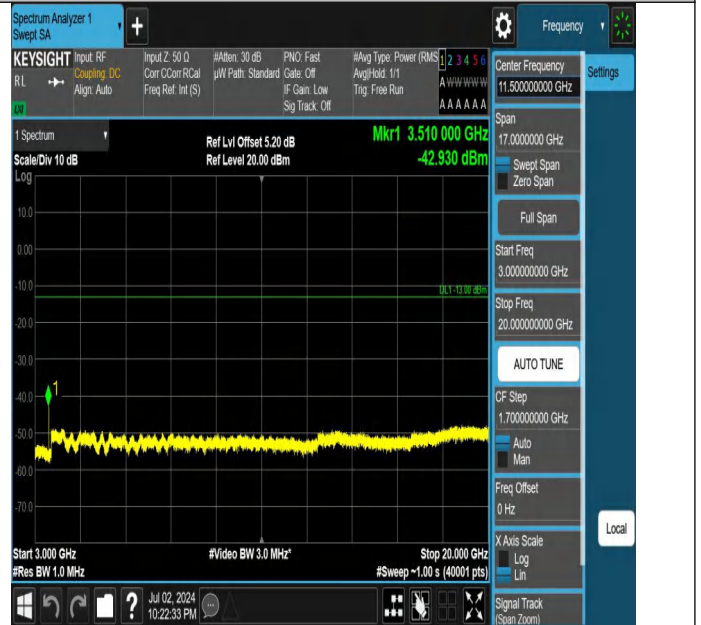 Spectrum Analyzer 1
Swept SA
Frequency
KEYSIGHT
RL
LXI
Input: RF
Coupling: DC
Align: Auto
Input Z: 50 Ω
Corr CCorr RCal
Freq Ref: Int (S)
#Atten: 30 dB
µW Path: Standard
PNO: Fast
Gate: Off
IF Gain: Low
Sig Track: Off
#Avg Type: Power (RMS
Avg|Hold: 1/1
Trig: Free Run
1 2 3 4 5 6
A W W W W W
A A A A A A
1 Spectrum
Scale/Div 10 dB
Log
Ref Lvl Offset 5.20 dB
Ref Level 20.00 dBm
Mkr1 3.510 000 GHz
-42.930 dBm
10.0
0.00
-10.0
DL1 -13.00 dBm
-20.0
-30.0
-40.0
1
-50.0
-60.0
-70.0
Start 3.000 GHz
#Res BW 1.0 MHz
#Video BW 3.0 MHz*
Stop 20.000 GHz
#Sweep ~1.00 s (40001 pts)
Jul 02, 2024
10:22:33 PM
?
Center Frequency
11.500000000 GHz
Settings
Span
17.0000000 GHz
Swept Span
Zero Span
Full Span
Start Freq
3.000000000 GHz
Stop Freq
20.000000000 GHz
AUTO TUNE
CF Step
1.700000000 GHz
Auto
Man
Freq Offset
0 Hz
X Axis Scale
Log
Lin
Local
Signal Track
(Span Zoom)